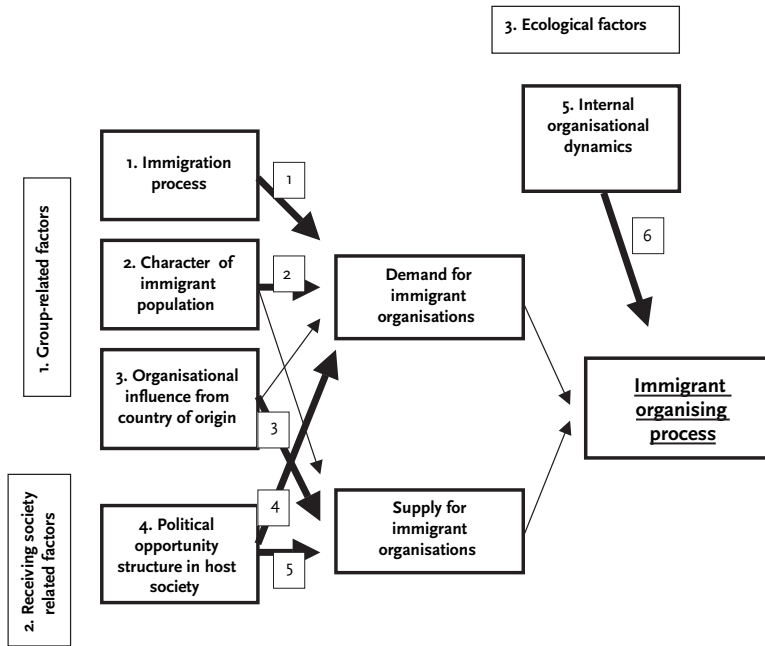 3. Ecological factors
5. Internal
organisational
dynamics
1. Group-related factors
1. Immigration
process
1
2. Character of
immigrant
population
2
3. Organisational
influence from
country of origin
3
Demand for
immigrant
organisations
6
Immigrant
organising
process
2. Receiving society
related factors
4. Political
opportunity
structure in host
society
4
5
Supply for
immigrant
organisations